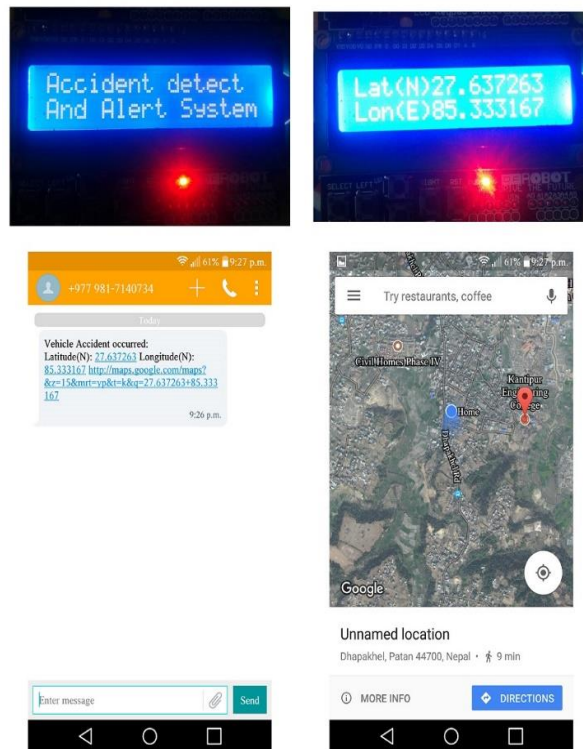 Accident detect
And Alert System
Lat(N)27.637263
Lon(E)85.333167
61% 9:27 p.m.
+977 981-7140734
Today
Vehicle Accident occurred:
Latitude(N): 27.637263 Longitude(N):
85.333167 http://maps.google.com/maps?
&z=15&mrt=yp&t=k&q=27.637263+85.333
167
9:26 p.m.
Enter message
Send
61% 9:27 p.m.
Try restaurants, coffee
Civil Homes Phase IV
Kantipur
Engineering
College
Home
Dhapakhel Rd
Google
Unnamed location
Dhapakhel, Patan 44700, Nepal • 9 min
MORE INFO
DIRECTIONS